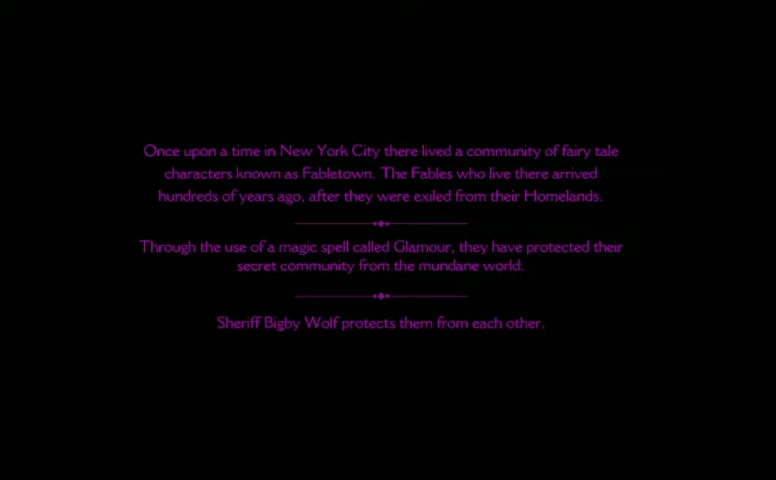 Once upon a time in New York City there lived a community of fairy tale
characters known as Fabletown. The Fables who live there arrived
hundreds of years ago, after they were exiled from their Homelands.
Through the use of a magic spell called Glamour, they have protected their
secret community from the mundane world.
Sheriff Bigby Wolf protects them from each other.